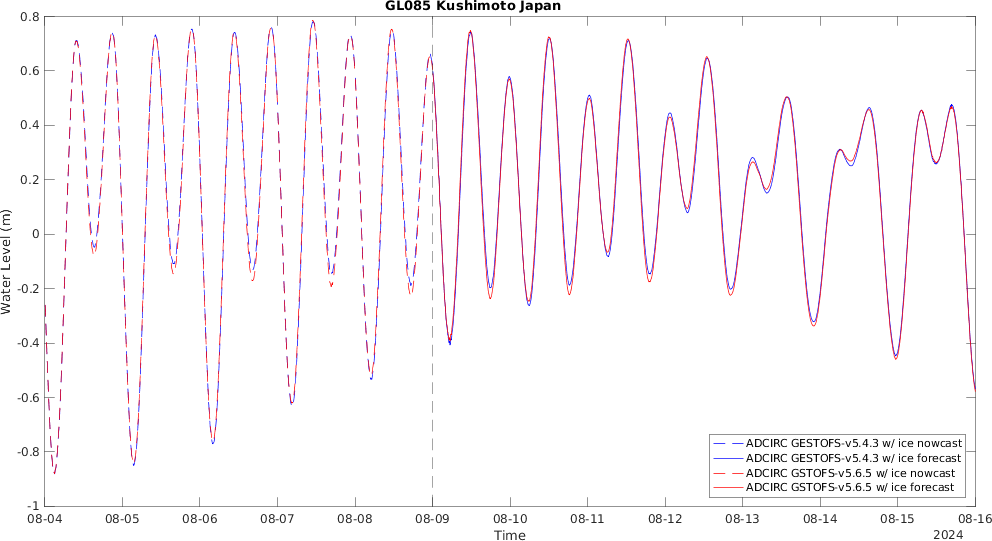 GL085 Kushimoto Japan
0.8
0.6
0.4
0.2
0
-0.2
-0.4
-0.6
-0.8
-1
Water Level (m)
ADCIRC GESTOFS-v5.4.3 w/ ice nowcast
ADCIRC GESTOFS-v5.4.3 w/ ice forecast
ADCIRC GSTOFS-v5.6.5 w/ ice nowcast
ADCIRC GSTOFS-v5.6.5 w/ ice forecast
08-04 08-05 08-06 08-07 08-08 08-09 08-10 08-11 08-12 08-13 08-14 08-15 08-16
Time
2024